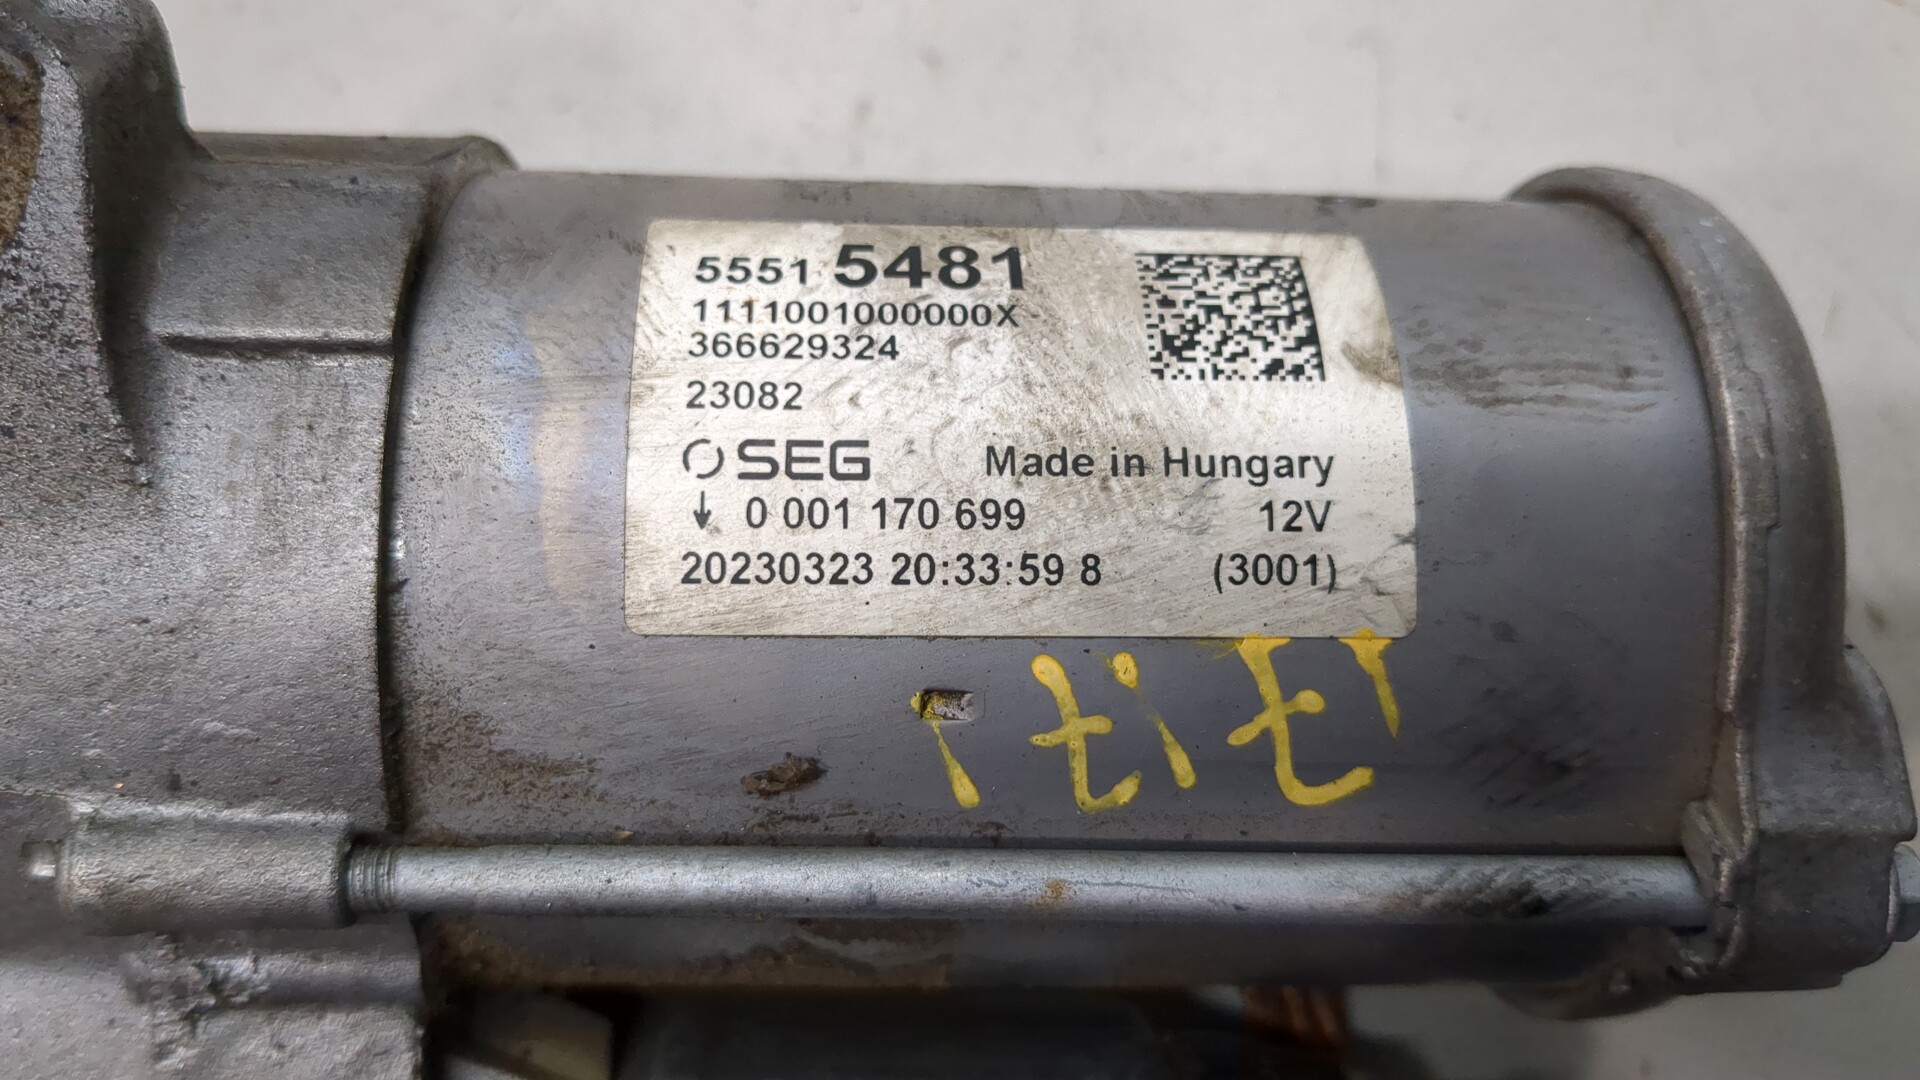 5551 5481
1111001000000X
366629324
23082
SEG Made in Hungary
0 001 170 699 12V
20230323 20:33:59 8 (3001)